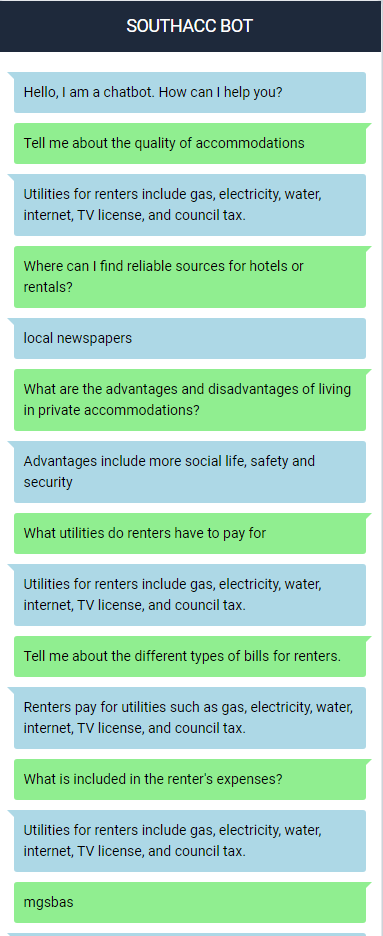 SOUTHACC BOT
Hello, I am a chatbot. How can I help you?
Tell me about the quality of accommodations
Utilities for renters include gas, electricity, water,
internet, TV license, and council tax.
Where can I find reliable sources for hotels or
rentals?
local newspapers
What are the advantages and disadvantages of living
in private accommodations?
Advantages include more social life, safety and
security
What utilities do renters have to pay for
Utilities for renters include gas, electricity, water,
internet, TV license, and council tax.
Tell me about the different types of bills for renters.
Renters pay for utilities such as gas, electricity, water,
internet, TV license, and council tax.
What is included in the renter's expenses?
Utilities for renters include gas, electricity, water,
internet, TV license, and council tax.
mgsbas